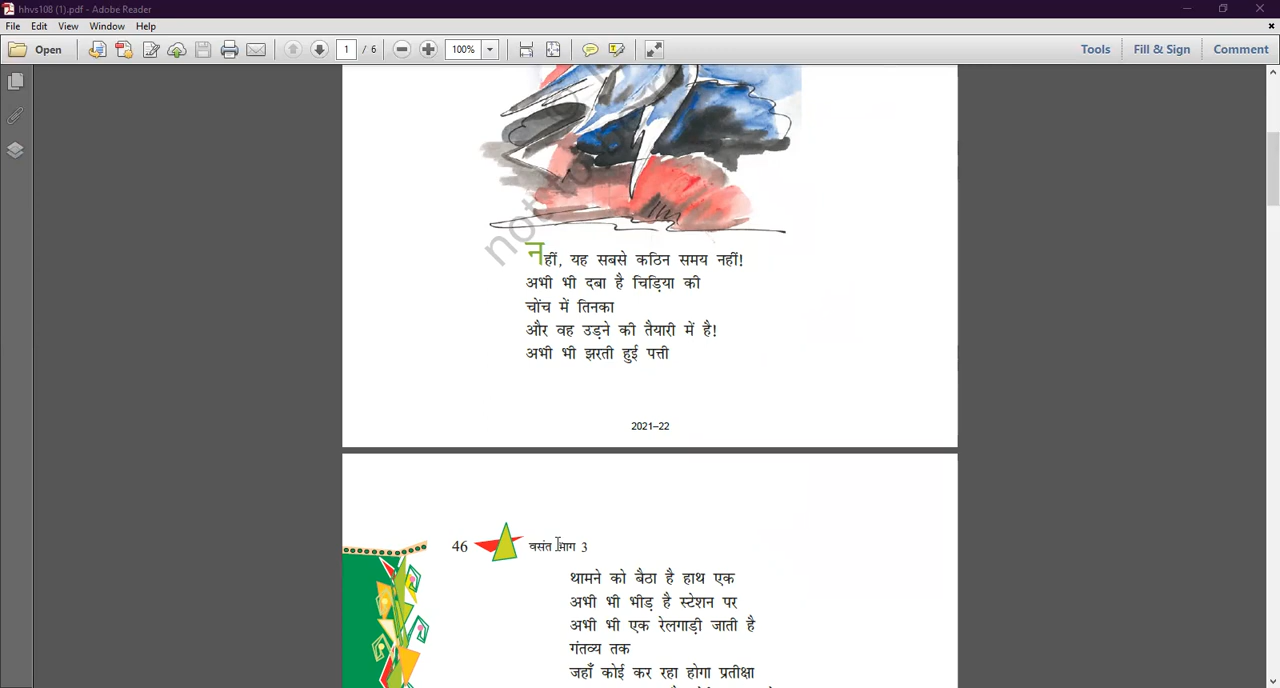 hhvs108 (1).pdf - Adobe Reader
File Edit View Window Help
Open 1 / 6 100% Tools Fill & Sign Comment
not to
नहीं, यह सबसे कठिन समय नहीं!
अभी भी दबा है चिड़िया की
चोंच में तिनका
और वह उड़ने की तैयारी में है!
अभी भी झरती हुई पत्ती
2021–22
46 वसंत भाग 3
थामने को बैठा है हाथ एक
अभी भी भीड़ है स्टेशन पर
अभी भी एक रेलगाड़ी जाती है
गंतव्य तक
जहाँ कोई कर रहा होगा प्रतीक्षा